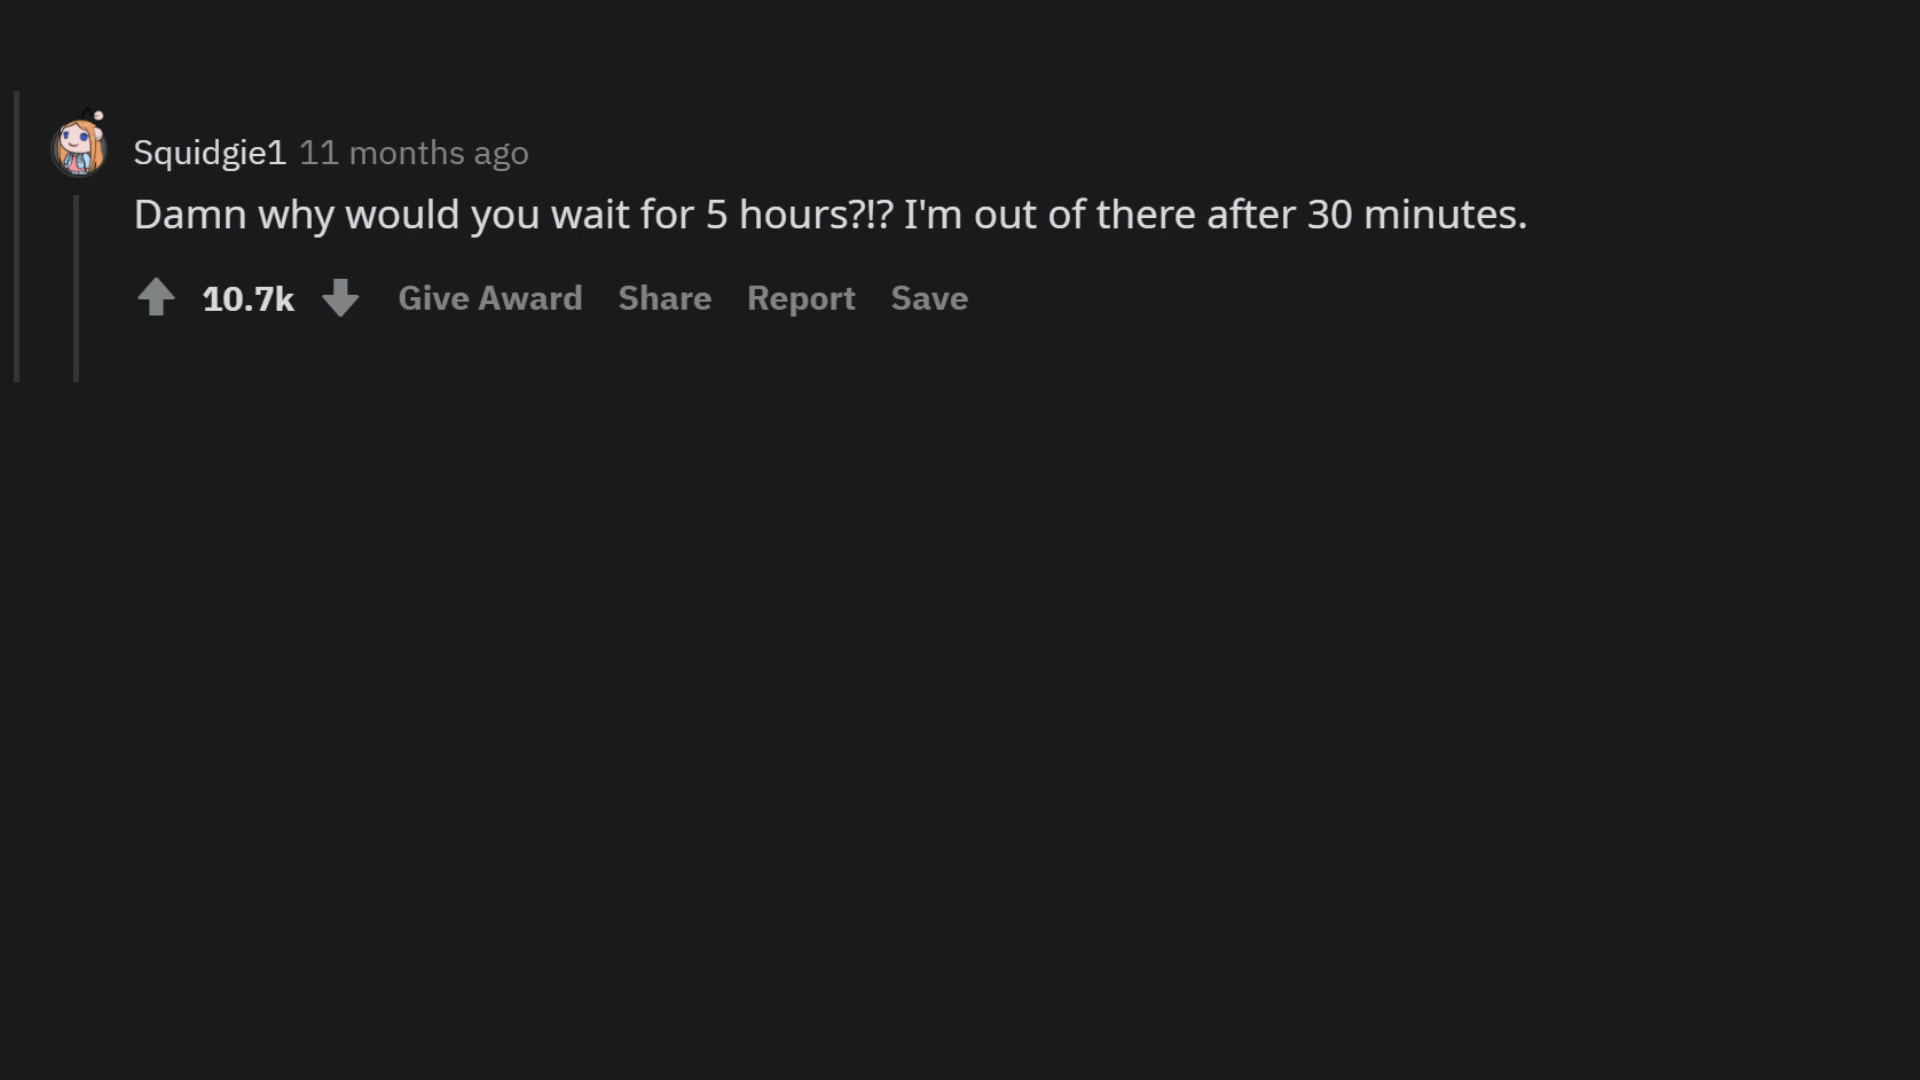 Squidgie1 11 months ago
Damn why would you wait for 5 hours?!? I'm out of there after 30 minutes.
10.7k Give Award Share Report Save